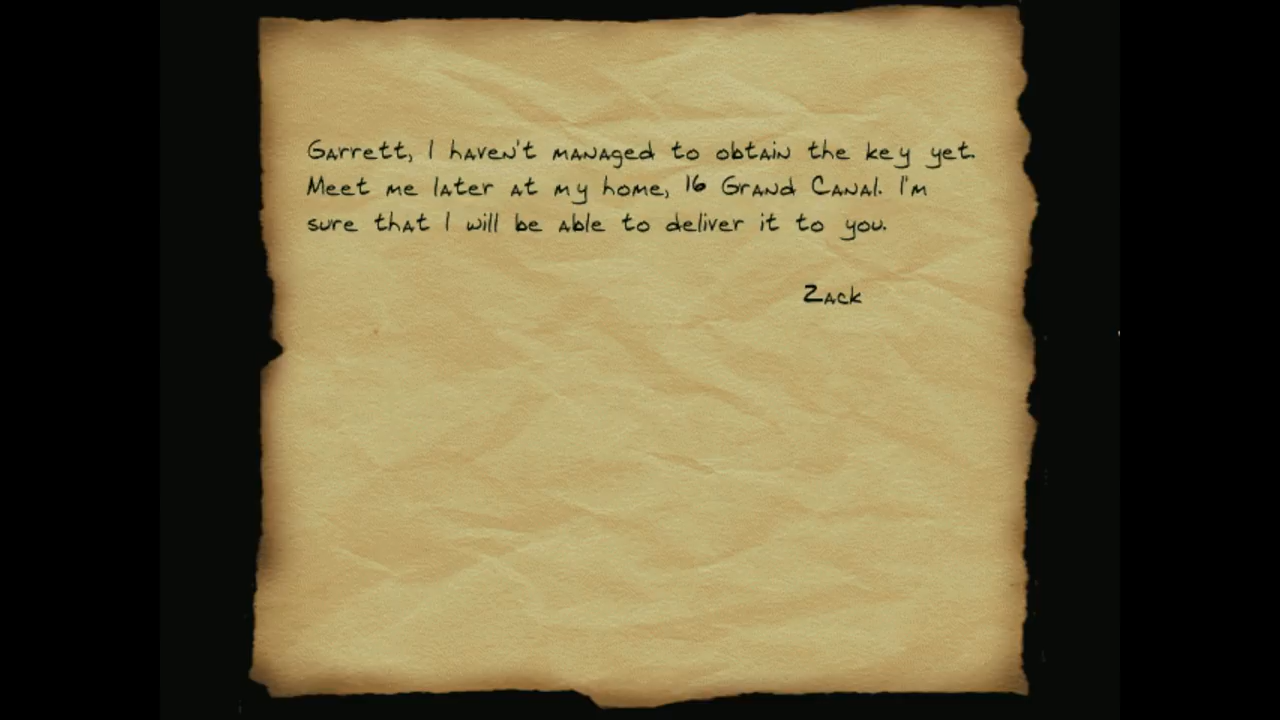 Garrett, I haven't managed to obtain the key yet.
Meet me later at my home, 16 Grand Canal. I'm
sure that I will be able to deliver it to you.
Zack